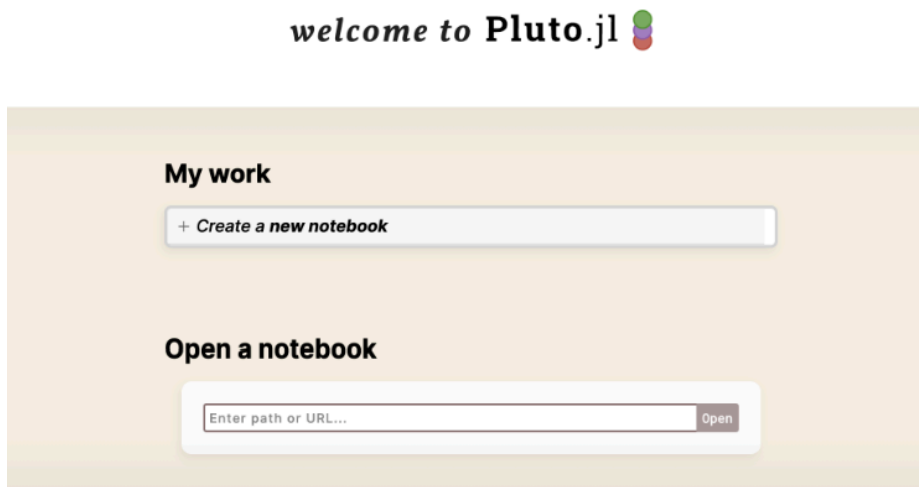 welcome to Pluto.jl
My work
+ Create a new notebook
Open a notebook
Enter path or URL... Open